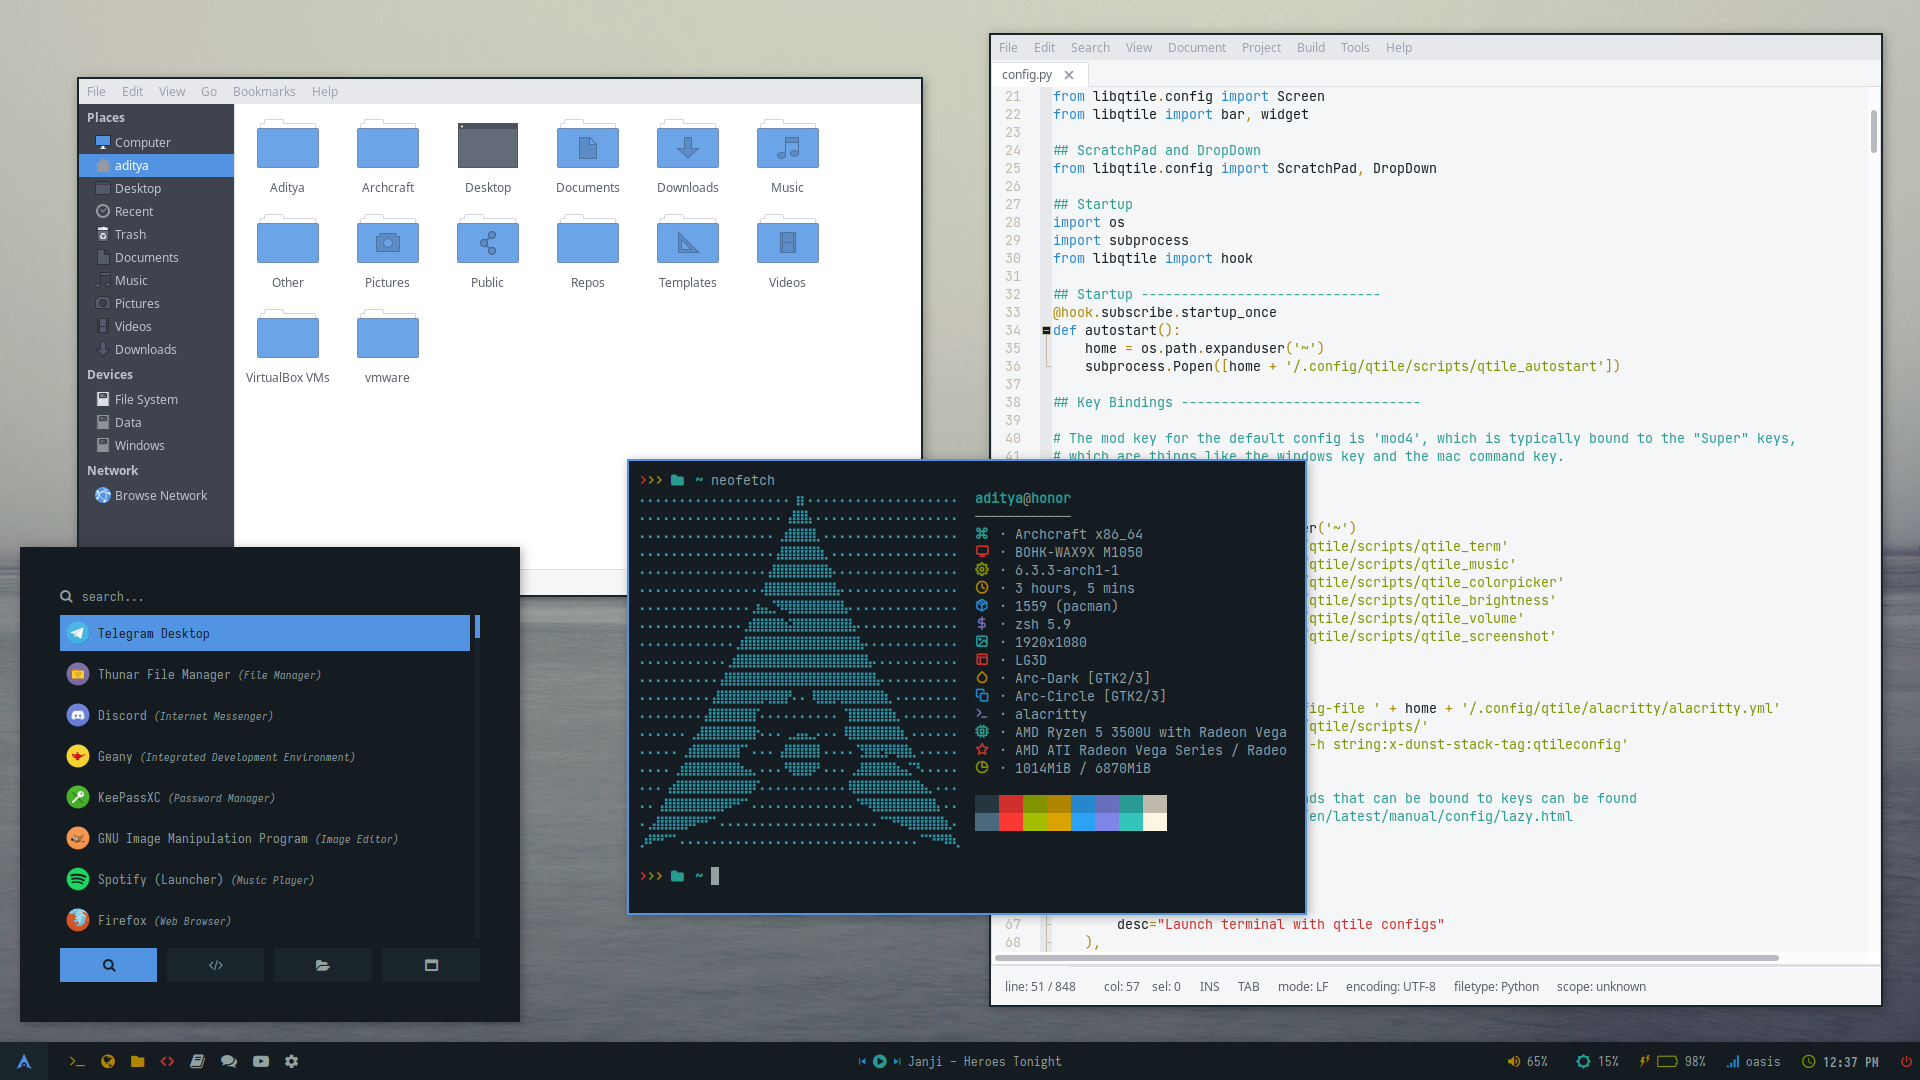 File Edit View Go Bookmarks Help
Places
Computer
aditya
Desktop
Recent
Trash
Documents
Music
Pictures
Videos
Downloads
Devices
File System
Data
Windows
Network
Browse Network
Aditya Archcraft Desktop Documents Downloads Music
Other Pictures Public Repos Templates Videos
VirtualBox VMs vmware
File Edit Search View Document Project Build Tools Help
config.py
21 from libqtile.config import Screen
22 from libqtile import bar, widget
23
24 ## ScratchPad and DropDown
25 from libqtile.config import ScratchPad, DropDown
26
27 ## Startup
28 import os
29 import subprocess
30 from libqtile import hook
31
32 ## Startup ------------------------------
33 @hook.subscribe.startup_once
34 def autostart():
35     home = os.path.expanduser('~')
36     subprocess.Popen([home + '/.config/qtile/scripts/qtile_autostart'])
37
38 ## Key Bindings ------------------------------
39
40 # The mod key for the default config is 'mod4', which is typically bound to the "Super" keys,
41 # which are things like the windows key and the mac command key.
er('~')
/qtile/scripts/qtile_term'
/qtile/scripts/qtile_music'
/qtile/scripts/qtile_colorpicker'
/qtile/scripts/qtile_brightness'
/qtile/scripts/qtile_volume'
/qtile/scripts/qtile_screenshot'
ig-file ' + home + '/.config/qtile/alacritty/alacritty.yml'
/qtile/scripts/'
-h string:x-dunst-stack-tag:qtileconfig'
ds that can be bound to keys can be found
/en/latest/manual/config/lazy.html
67         desc="Launch terminal with qtile configs"
68     ),
line: 51 / 848 col: 57 sel: 0 INS TAB mode: LF encoding: UTF-8 filetype: Python scope: unknown
>>> ~ neofetch
aditya@honor
────────────
· Archcraft x86_64
· BOHK-WAX9X M1050
· 6.3.3-arch1-1
· 3 hours, 5 mins
· 1559 (pacman)
· zsh 5.9
· 1920x1080
· LG3D
· Arc-Dark [GTK2/3]
· Arc-Circle [GTK2/3]
· alacritty
· AMD Ryzen 5 3500U with Radeon Vega
· AMD ATI Radeon Vega Series / Radeo
· 1014MiB / 6870MiB
>>> ~
search...
Telegram Desktop
Thunar File Manager (File Manager)
Discord (Internet Messenger)
Geany (Integrated Development Environment)
KeePassXC (Password Manager)
GNU Image Manipulation Program (Image Editor)
Spotify (Launcher) (Music Player)
Firefox (Web Browser)
Janji - Heroes Tonight
65% 15% 98% oasis 12:37 PM